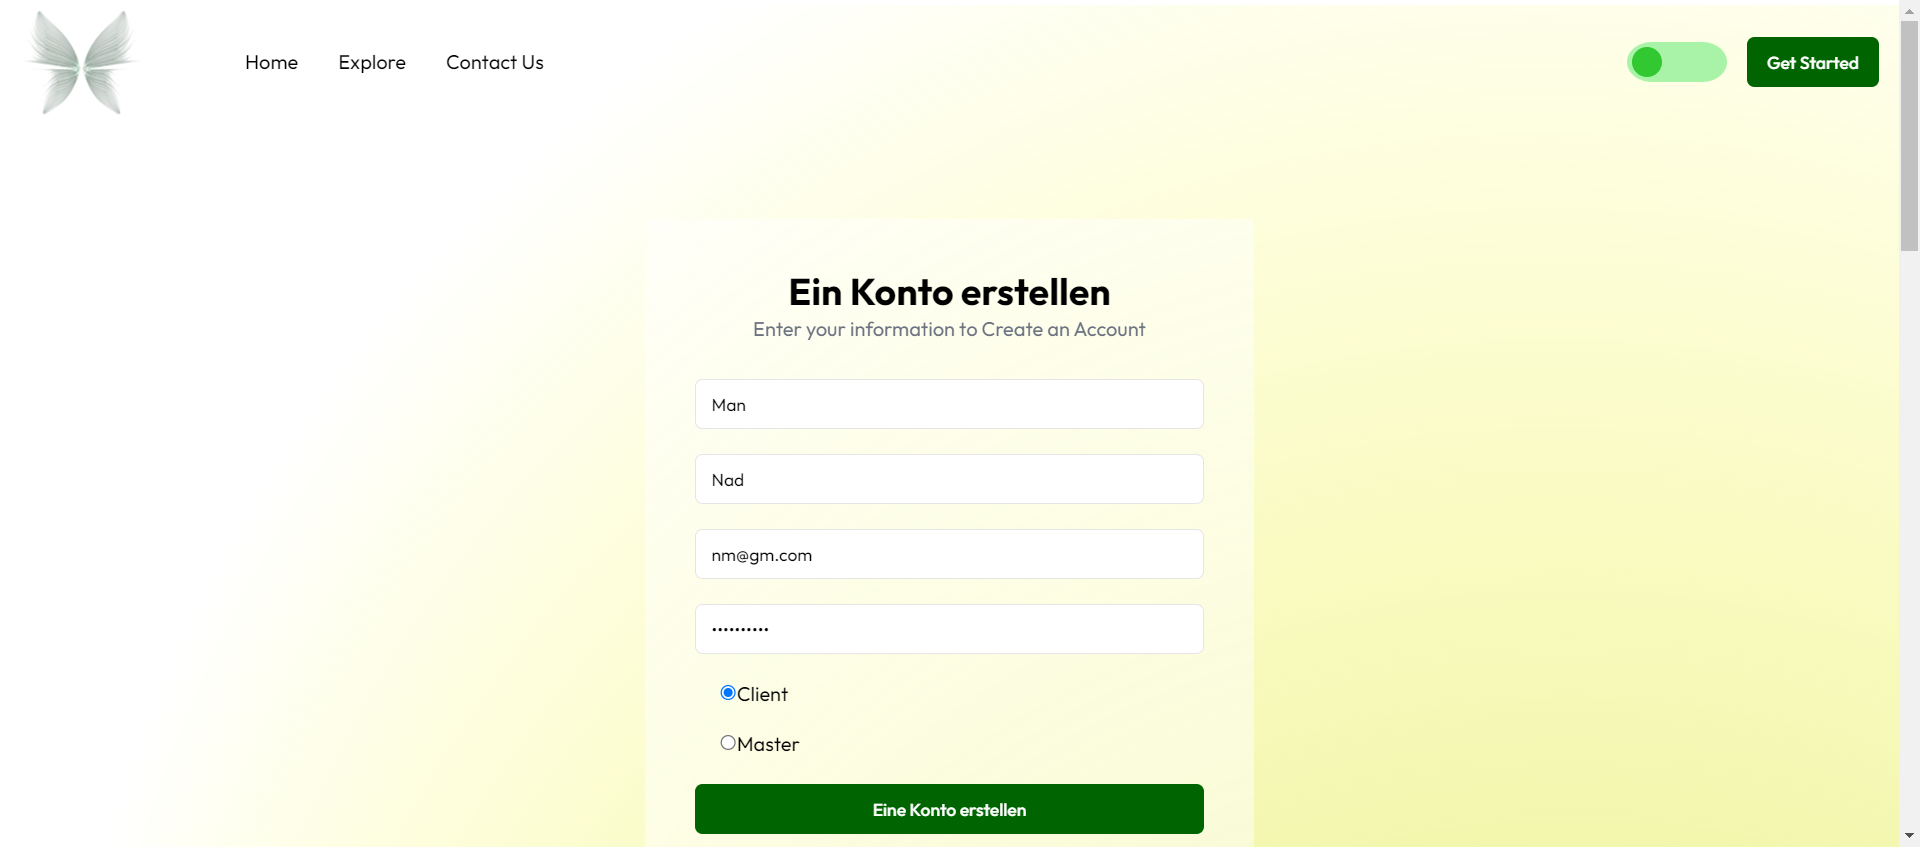 Home Explore Contact Us Get Started
Ein Konto erstellen
Enter your information to Create an Account
Man
Nad
nm@gm.com
••••••••••
Client
Master
Eine Konto erstellen